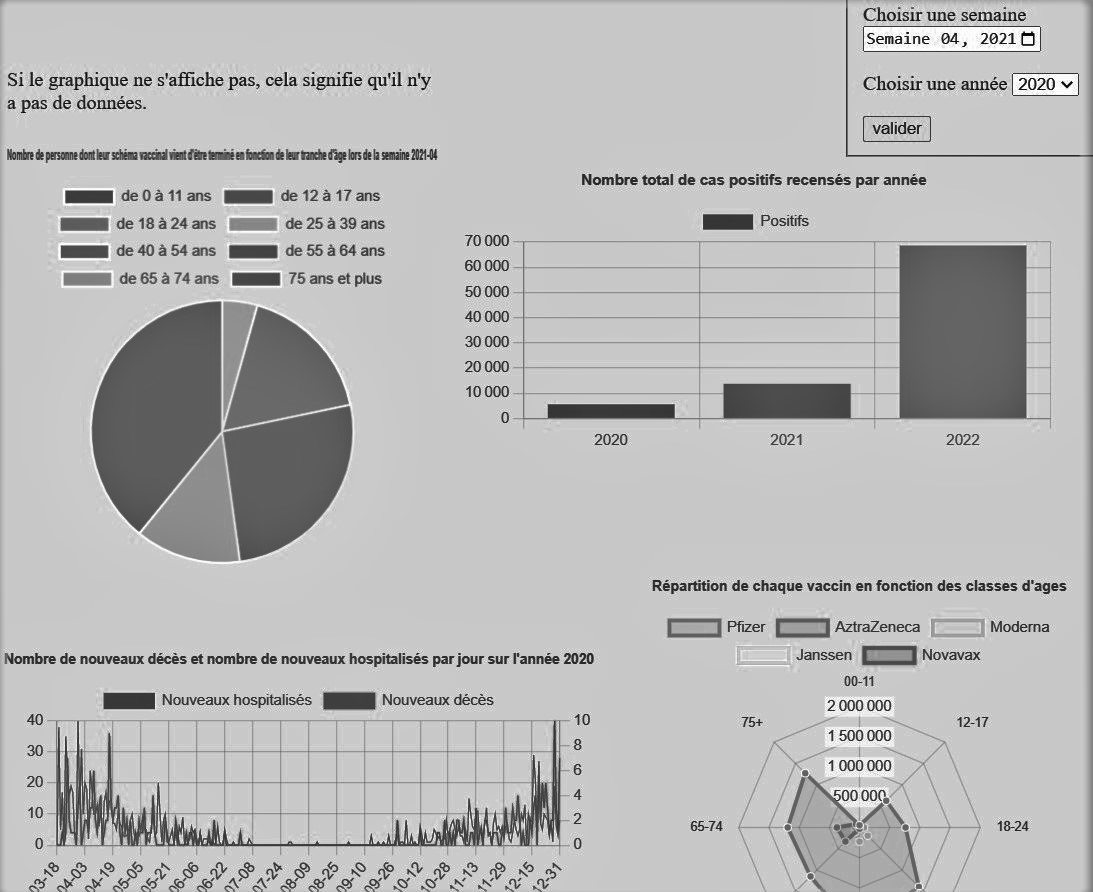 Choisir une semaine
Semaine 04, 2021
Choisir une année 2020
valider
Si le graphique ne s'affiche pas, cela signifie qu'il n'y
a pas de données.
Nombre de personne dont leur schéma vaccinal vient d'être terminé en fonction de leur tranche d'âge lors de la semaine 2021-04
de 0 à 11 ans de 12 à 17 ans
de 18 à 24 ans de 25 à 39 ans
de 40 à 54 ans de 55 à 64 ans
de 65 à 74 ans 75 ans et plus
Nombre total de cas positifs recensés par année
Positifs
70 000
60 000
50 000
40 000
30 000
20 000
10 000
0
2020 2021 2022
Nombre de nouveaux décès et nombre de nouveaux hospitalisés par jour sur l'année 2020
Nouveaux hospitalisés Nouveaux décès
40 10
30 8
20 6
10 4
0 2
0
03-18 04-03 04-19 05-05 05-21 06-06 06-22 07-08 07-24 08-09 08-25 09-10 09-26 10-12 10-28 11-13 11-29 12-15 12-31
Répartition de chaque vaccin en fonction des classes d'ages
Pfizer AztraZeneca Moderna
Janssen Novavax
00-11
2 000 000
75+ 12-17
1 500 000
1 000 000
500 000
65-74 18-24